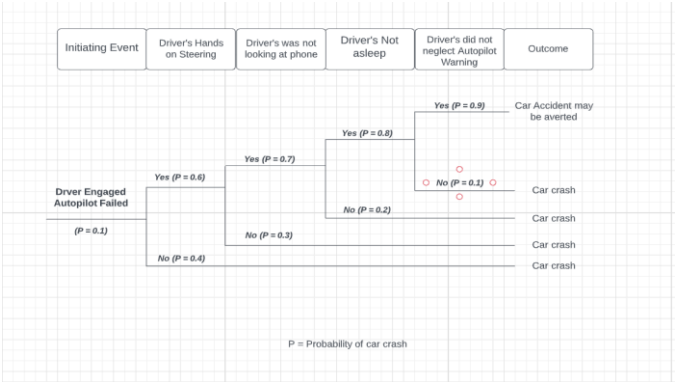 Initiating Event
Driver's Hands
on Steering
Driver's was not
looking at phone
Driver's Not
asleep
Driver's did not
neglect Autopilot
Warning
Outcome
Yes (P = 0.9)
Car Accident may
be averted
Yes (P = 0.8)
Yes (P = 0.7)
Yes (P = 0.6)
No (P = 0.1)
Car crash
Drver Engaged
Autopilot Failed
(P = 0.1)
No (P = 0.2)
Car crash
No (P = 0.3)
Car crash
No (P = 0.4)
Car crash
P = Probability of car crash